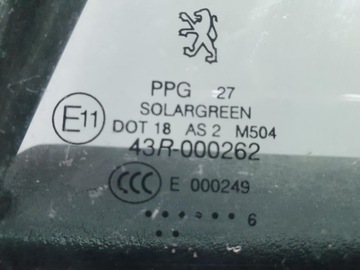 PPG 27
SOLARGREEN
E11 DOT 18 AS 2 M504
43R-000262
CCC E 000249
•••••• 6
••